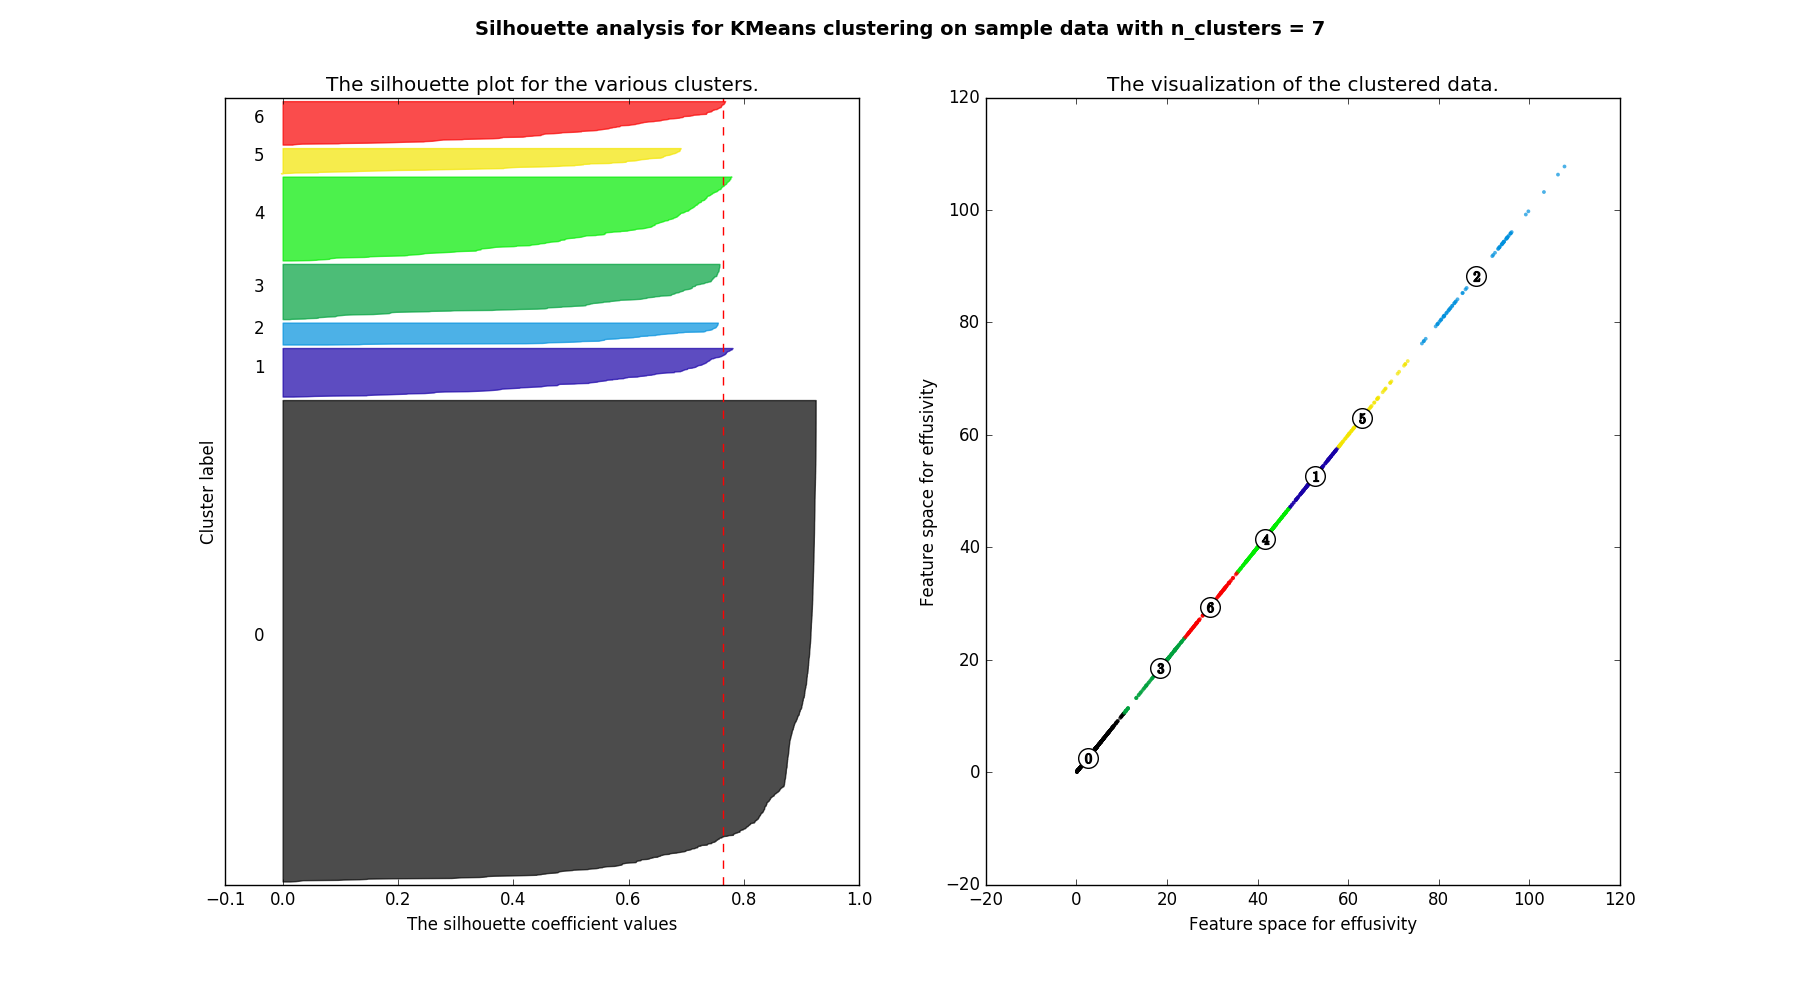 Silhouette analysis for KMeans clustering on sample data with n_clusters = 7
The silhouette plot for the various clusters.
6
5
4
3
2
1
0
Cluster label
−0.1 0.0 0.2 0.4 0.6 0.8 1.0
The silhouette coefficient values
The visualization of the clustered data.
120
100
80
60
40
20
0
−20
Feature space for effusivity
2
5
1
4
6
3
0
−20 0 20 40 60 80 100 120
Feature space for effusivity